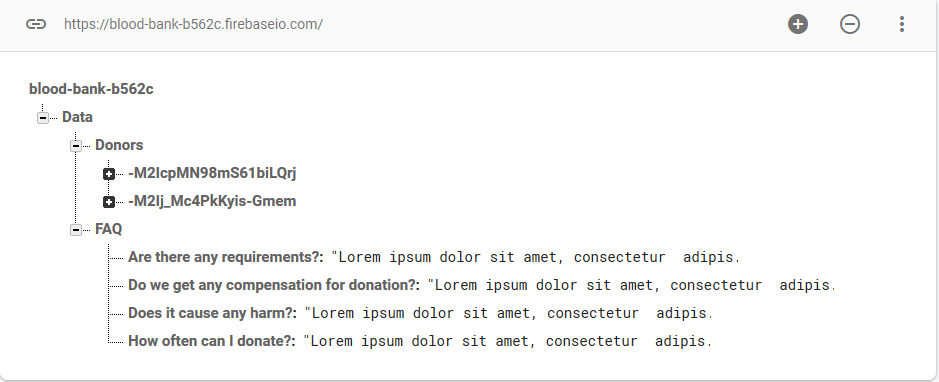 https://blood-bank-b562c.firebaseio.com/
blood-bank-b562c
Data
Donors
-M2IcpMN98mS61biLQrj
-M2Ij_Mc4PkKyis-Gmem
FAQ
Are there any requirements?: "Lorem ipsum dolor sit amet, consectetur  adipis.
Do we get any compensation for donation?: "Lorem ipsum dolor sit amet, consectetur  adipis.
Does it cause any harm?: "Lorem ipsum dolor sit amet, consectetur  adipis.
How often can I donate?: "Lorem ipsum dolor sit amet, consectetur  adipis.